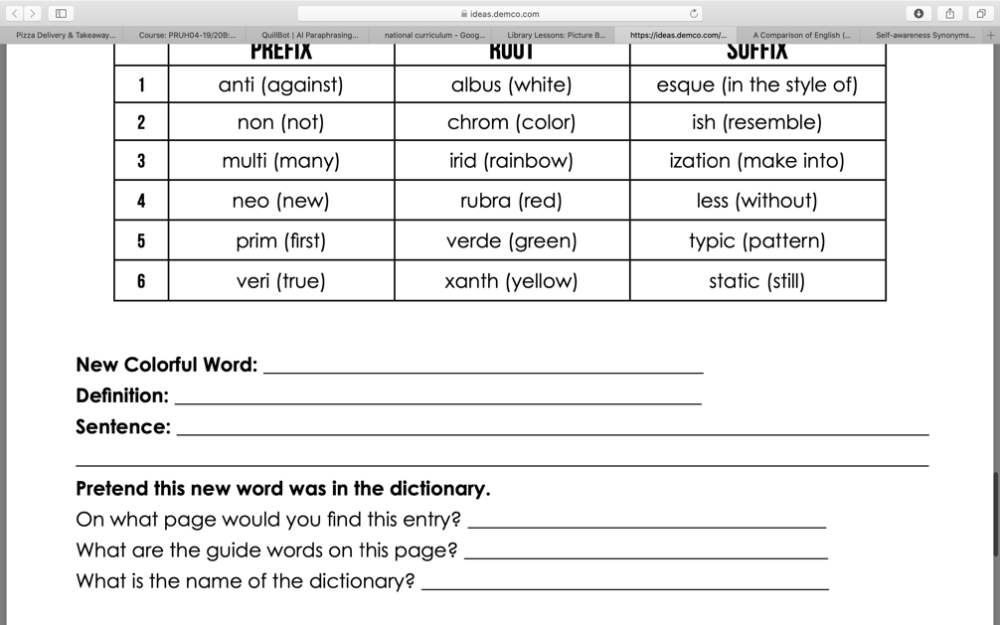 ideas.demco.com
Pizza Delivery & Takeaway... Course: PRUH04-19/20B:... QuillBot | AI Paraphrasing... national curriculum - Goog... Library Lessons: Picture B... https://ideas.demco.com/... A Comparison of English (... Self-awareness Synonyms...
PREFIX ROOT SUFFIX
1 anti (against) albus (white) esque (in the style of)
2 non (not) chrom (color) ish (resemble)
3 multi (many) irid (rainbow) ization (make into)
4 neo (new) rubra (red) less (without)
5 prim (first) verde (green) typic (pattern)
6 veri (true) xanth (yellow) static (still)
New Colorful Word:
Definition:
Sentence:
Pretend this new word was in the dictionary.
On what page would you find this entry?
What are the guide words on this page?
What is the name of the dictionary?